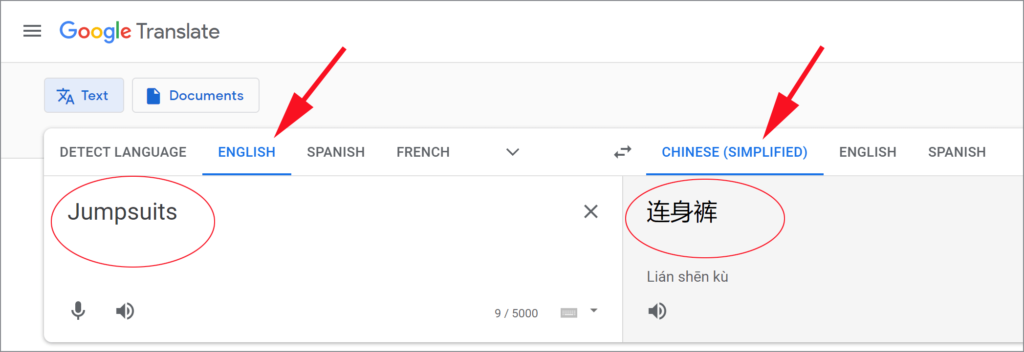 Google Translate
Text Documents
DETECT LANGUAGE ENGLISH SPANISH FRENCH CHINESE (SIMPLIFIED) ENGLISH SPANISH
Jumpsuits
连身裤
Lián shēn kù
9 / 5000